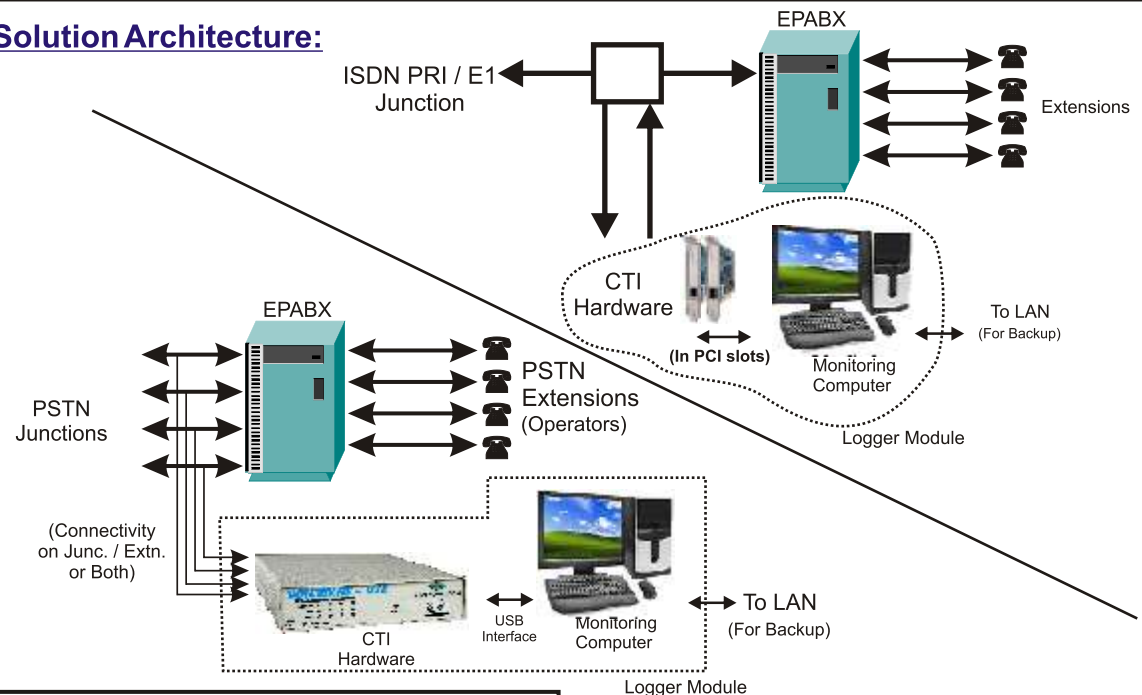 Solution Architecture:
EPABX
ISDN PRI / E1
Junction
Extensions
CTI
Hardware
(In PCI slots)
Monitoring
Computer
To LAN
(For Backup)
Logger Module
EPABX
PSTN
Junctions
PSTN
Extensions
(Operators)
(Connectivity
on Junc. / Extn.
or Both)
CTI
Hardware
USB
Interface
Monitoring
Computer
To LAN
(For Backup)
Logger Module